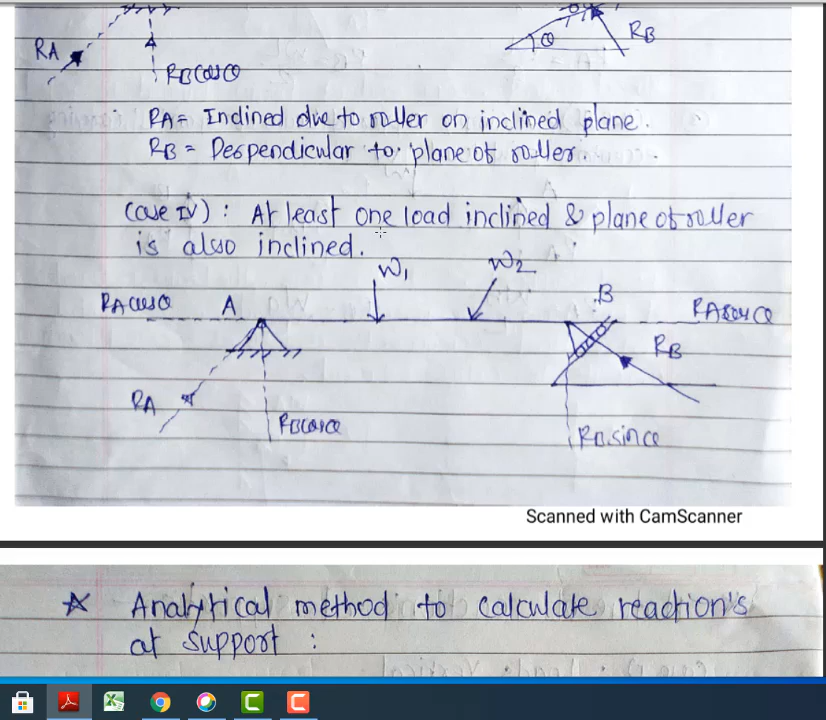 RA
RB
θ
RBcosθ
RA = Inclined due to roller on inclined plane.
RB = Perpendicular to plane of roller.
(case IV) : At least one load inclined & plane of roller
is also inclined.
W1
W2
RAcosθ
A
B
RB
RA
RBsinθ
Scanned with CamScanner
☆ Analytical method to calculate reaction's
at support :